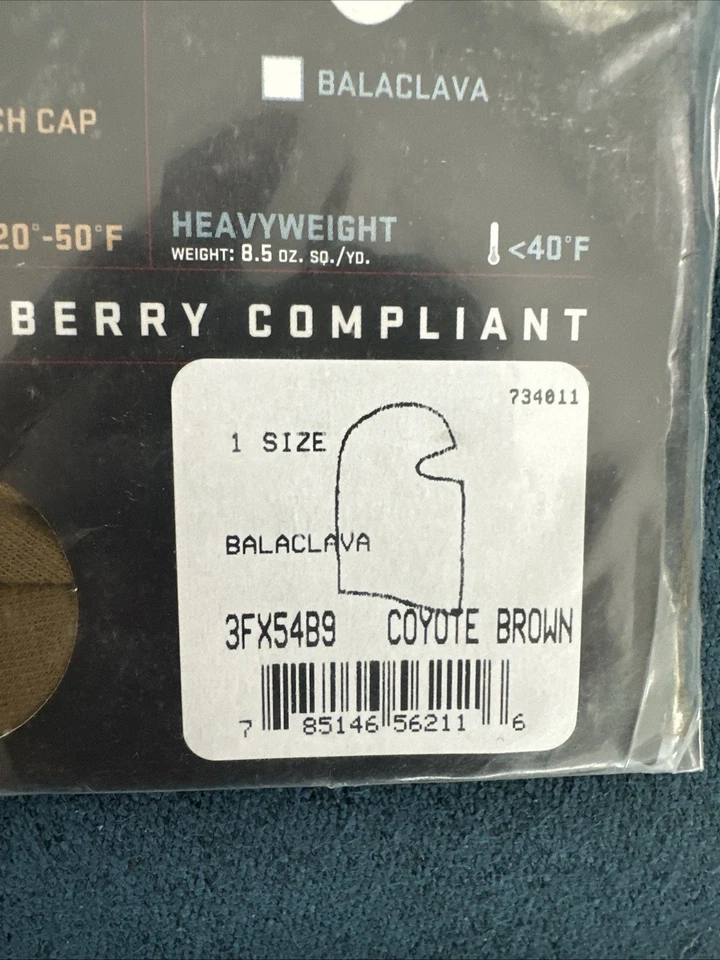 BALACLAVA
CH CAP
20°-50°F
HEAVYWEIGHT
WEIGHT: 8.5 OZ. SQ./YD.
<40°F
BERRY COMPLIANT
734011
1 SIZE
BALACLAVA
3FX54B9 COYOTE BROWN
7 85146 56211 6